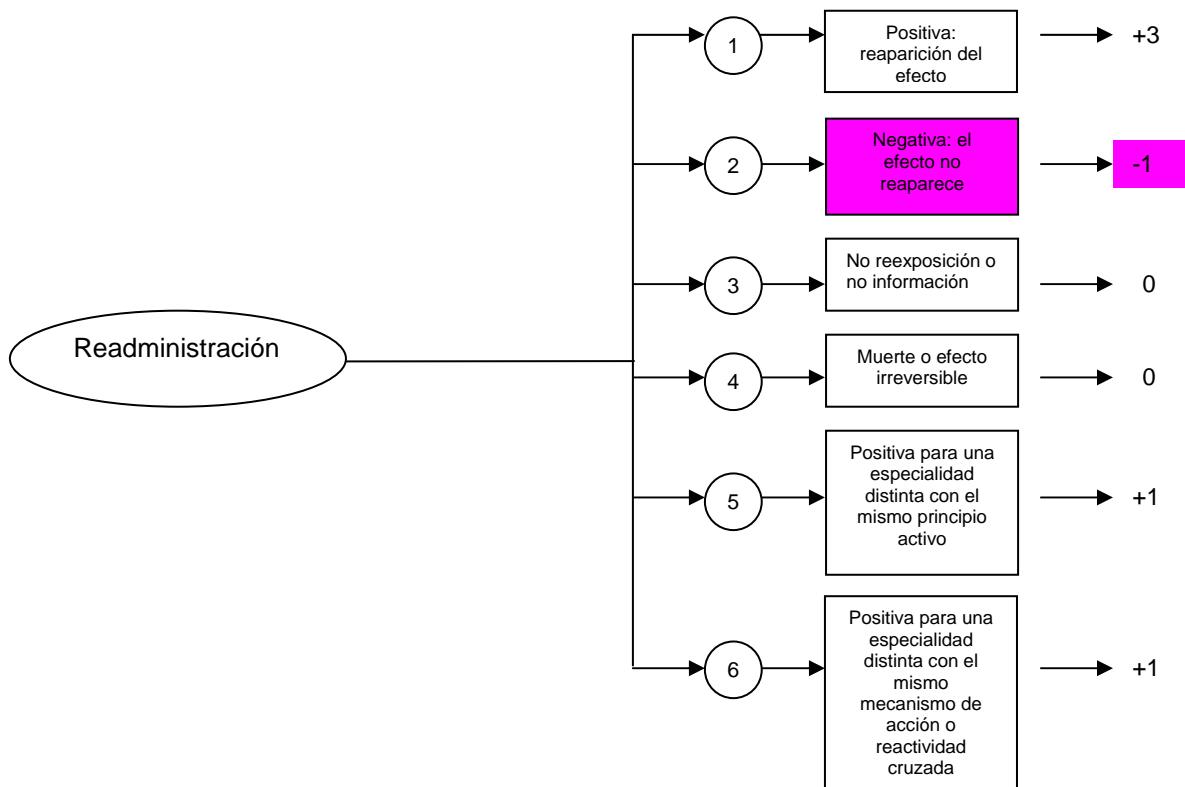 1
Positiva:
reaparición del
efecto
+3
2
Negativa: el
efecto no
reaparece
-1
3
No reexposición o
no información
0
Readministración
4
Muerte o efecto
irreversible
0
5
Positiva para una
especialidad
distinta con el
mismo principio
activo
+1
6
Positiva para una
especialidad
distinta con el
mismo
mecanismo de
acción o
reactividad
cruzada
+1